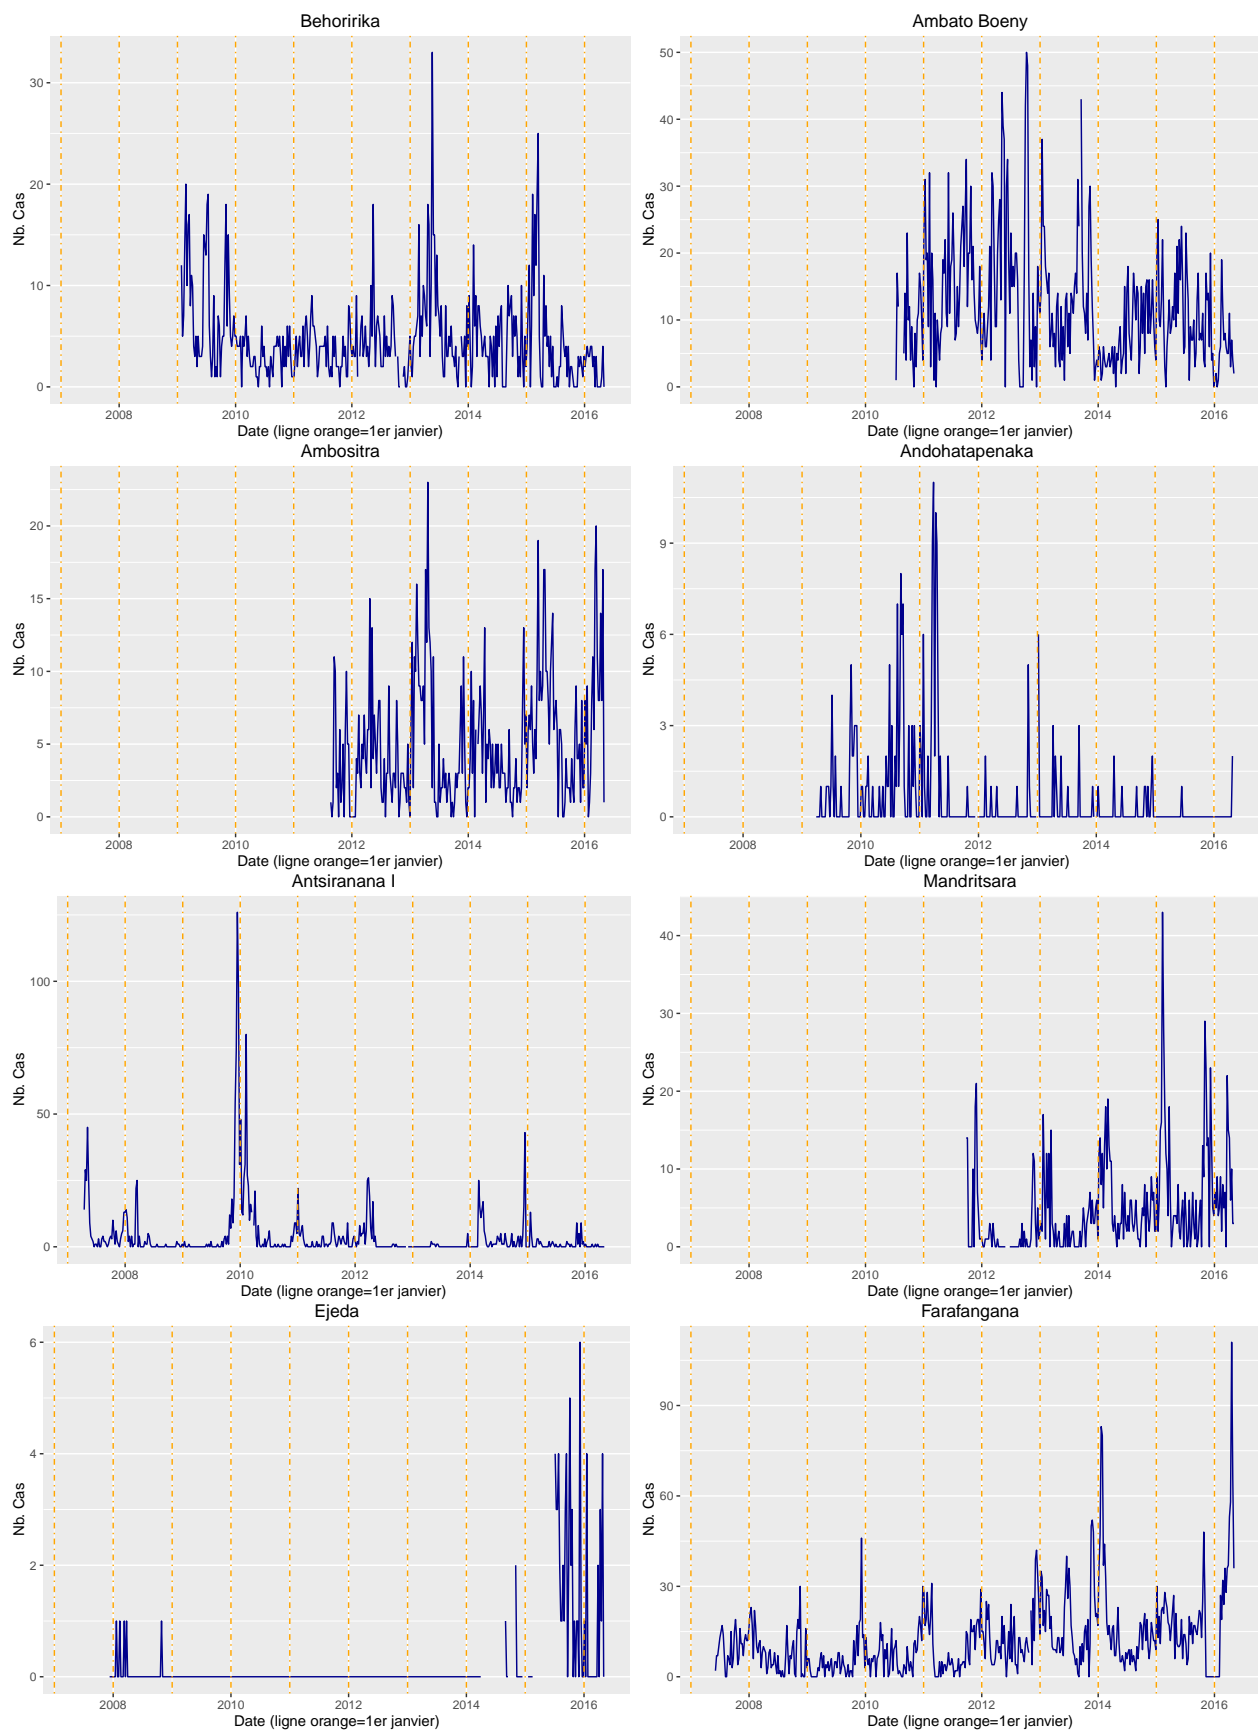 Behoririka
Nb. Cas
30
20
10
0
2008 2010 2012 2014 2016
Date (ligne orange=1er janvier)
Ambato Boeny
Nb. Cas
50
40
30
20
10
0
2008 2010 2012 2014 2016
Date (ligne orange=1er janvier)
Ambositra
Nb. Cas
20
15
10
5
0
2008 2010 2012 2014 2016
Date (ligne orange=1er janvier)
Andohatapenaka
Nb. Cas
9
6
3
0
2008 2010 2012 2014 2016
Date (ligne orange=1er janvier)
Antsiranana I
Nb. Cas
100
50
0
2008 2010 2012 2014 2016
Date (ligne orange=1er janvier)
Mandritsara
Nb. Cas
40
30
20
10
0
2008 2010 2012 2014 2016
Date (ligne orange=1er janvier)
Ejeda
Nb. Cas
6
4
2
0
2008 2010 2012 2014 2016
Date (ligne orange=1er janvier)
Farafangana
Nb. Cas
90
60
30
0
2008 2010 2012 2014 2016
Date (ligne orange=1er janvier)